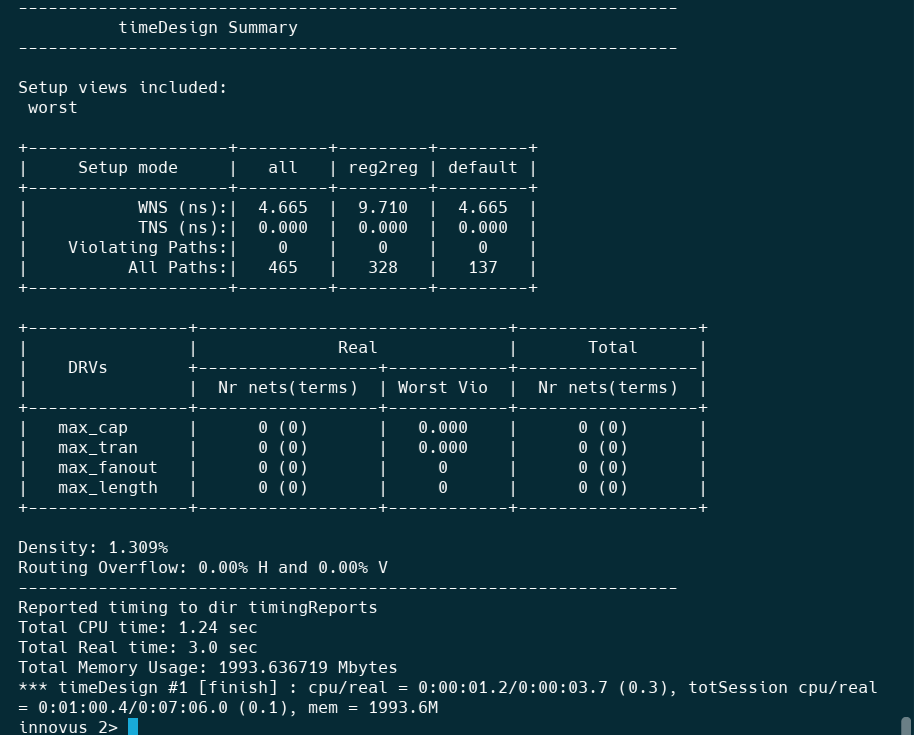 ------------------------------------------------------------------
          timeDesign Summary
------------------------------------------------------------------

Setup views included:
 worst

+--------------------+---------+---------+---------+
|     Setup mode     |   all   | reg2reg | default |
+--------------------+---------+---------+---------+
|           WNS (ns):|  4.665  |  9.710  |  4.665  |
|           TNS (ns):|  0.000  |  0.000  |  0.000  |
|    Violating Paths:|    0    |    0    |    0    |
|          All Paths:|   465   |   328   |   137   |
+--------------------+---------+---------+---------+

+----------------+-------------------------------+------------------+
|                |              Real             |       Total      |
|    DRVs        +------------------+------------+------------------|
|                |  Nr nets(terms)  | Worst Vio  |  Nr nets(terms)  |
+----------------+------------------+------------+------------------+
|   max_cap      |      0 (0)       |   0.000    |      0 (0)       |
|   max_tran     |      0 (0)       |   0.000    |      0 (0)       |
|   max_fanout   |      0 (0)       |     0      |      0 (0)       |
|   max_length   |      0 (0)       |     0      |      0 (0)       |
+----------------+------------------+------------+------------------+

Density: 1.309%
Routing Overflow: 0.00% H and 0.00% V
------------------------------------------------------------------
Reported timing to dir timingReports
Total CPU time: 1.24 sec
Total Real time: 3.0 sec
Total Memory Usage: 1993.636719 Mbytes
*** timeDesign #1 [finish] : cpu/real = 0:00:01.2/0:00:03.7 (0.3), totSession cpu/real
= 0:01:00.4/0:07:06.0 (0.1), mem = 1993.6M
innovus 2>